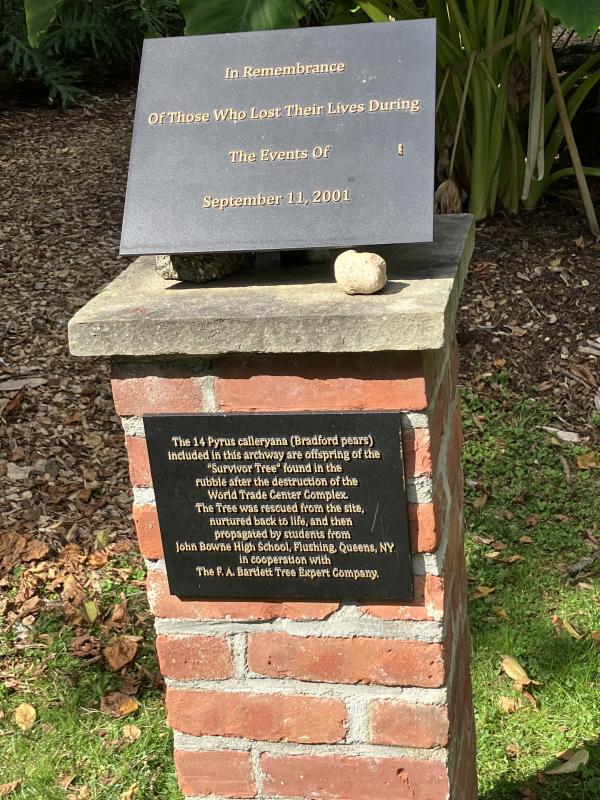 In Remembrance
Of Those Who Lost Their Lives During
The Events Of
September 11, 2001
The 14 Pyrus calleryana (Bradford pears)
included in this archway are offspring of the
"Survivor Tree" found in the
rubble after the destruction of the
World Trade Center Complex.
The Tree was rescued from the site,
nurtured back to life, and then
propagated by students from
John Bowne High School, Flushing, Queens, NY
in cooperation with
The F. A. Bartlett Tree Expert Company.